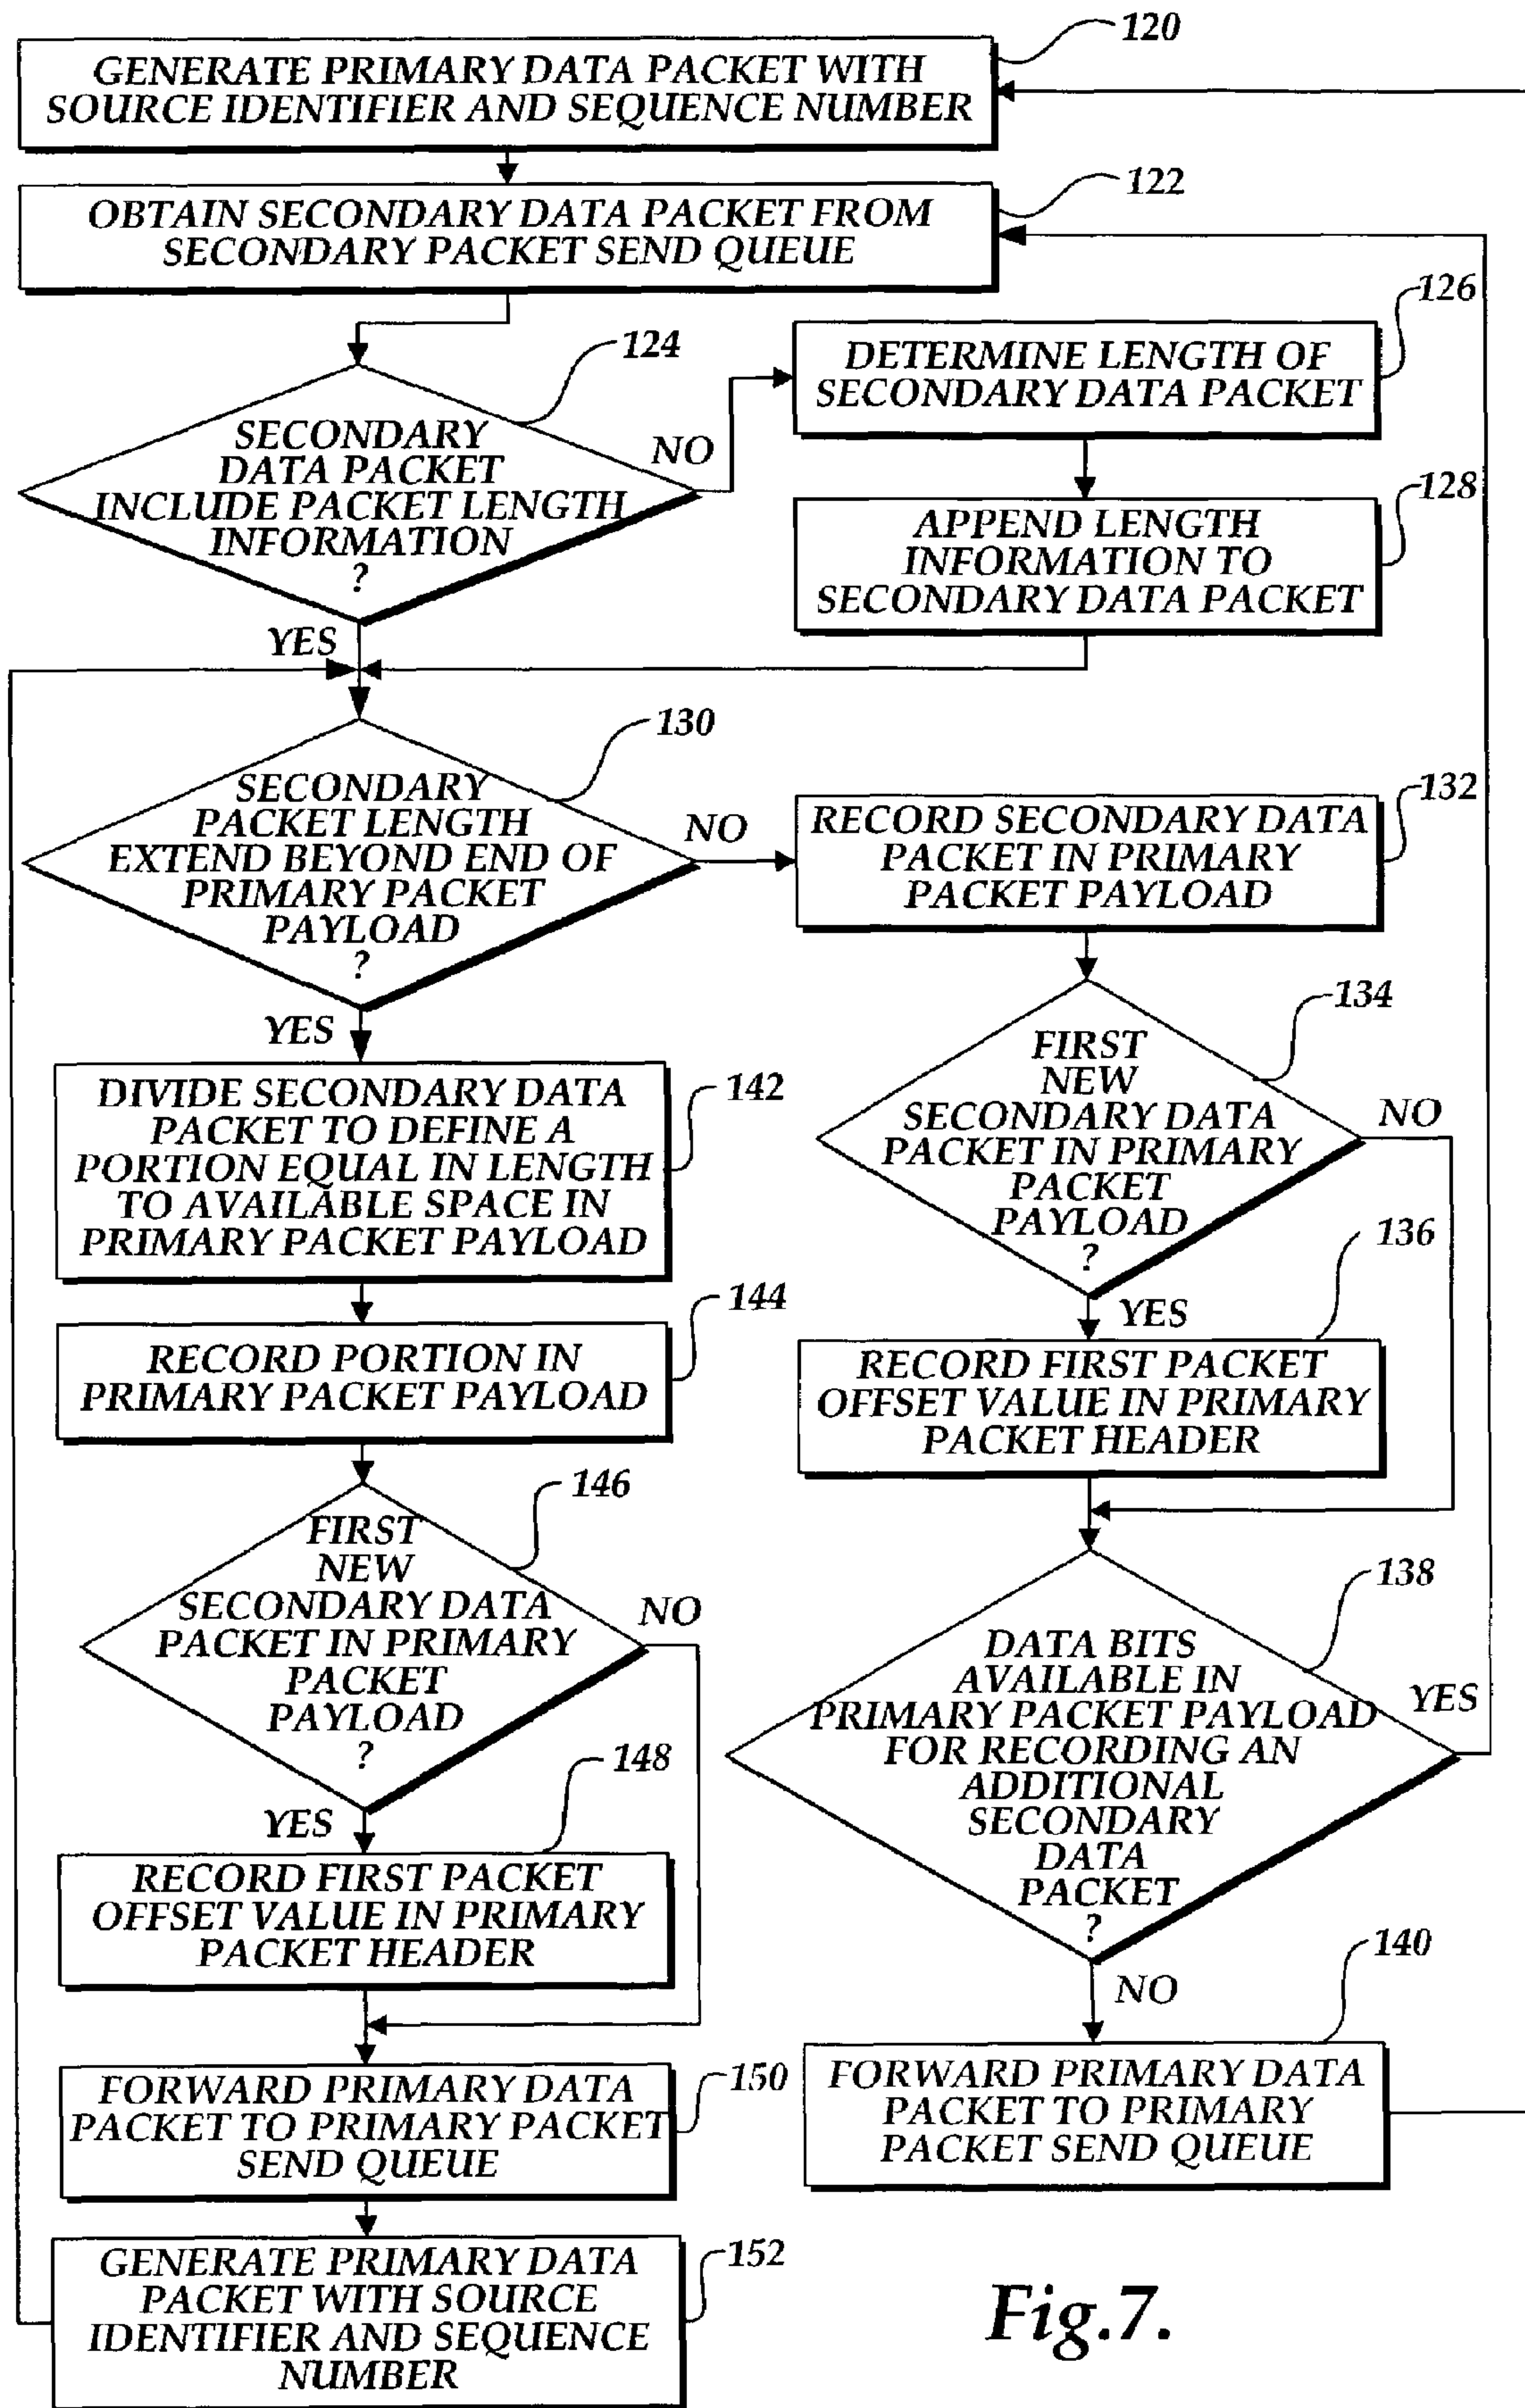 120
GENERATE PRIMARY DATA PACKET WITH
SOURCE IDENTIFIER AND SEQUENCE NUMBER
122
OBTAIN SECONDARY DATA PACKET FROM
SECONDARY PACKET SEND QUEUE
124
SECONDARY
DATA PACKET
INCLUDE PACKET LENGTH
INFORMATION
?
NO
YES
126
DETERMINE LENGTH OF
SECONDARY DATA PACKET
128
APPEND LENGTH
INFORMATION TO
SECONDARY DATA PACKET
130
SECONDARY
PACKET LENGTH
EXTEND BEYOND END OF
PRIMARY PACKET
PAYLOAD
?
NO
YES
132
RECORD SECONDARY DATA
PACKET IN PRIMARY
PACKET PAYLOAD
134
FIRST
NEW
SECONDARY DATA
PACKET IN PRIMARY
PACKET
PAYLOAD
?
NO
YES
136
RECORD FIRST PACKET
OFFSET VALUE IN PRIMARY
PACKET HEADER
138
DATA BITS
AVAILABLE IN
PRIMARY PACKET PAYLOAD
FOR RECORDING AN
ADDITIONAL
SECONDARY
DATA
PACKET
?
YES
NO
140
FORWARD PRIMARY DATA
PACKET TO PRIMARY
PACKET SEND QUEUE
142
DIVIDE SECONDARY DATA
PACKET TO DEFINE A
PORTION EQUAL IN LENGTH
TO AVAILABLE SPACE IN
PRIMARY PACKET PAYLOAD
144
RECORD PORTION IN
PRIMARY PACKET PAYLOAD
146
FIRST
NEW
SECONDARY DATA
PACKET IN PRIMARY
PACKET
PAYLOAD
?
NO
YES
148
RECORD FIRST PACKET
OFFSET VALUE IN PRIMARY
PACKET HEADER
150
FORWARD PRIMARY DATA
PACKET TO PRIMARY PACKET
SEND QUEUE
152
GENERATE PRIMARY DATA
PACKET WITH SOURCE
IDENTIFIER AND SEQUENCE
NUMBER
Fig.7.